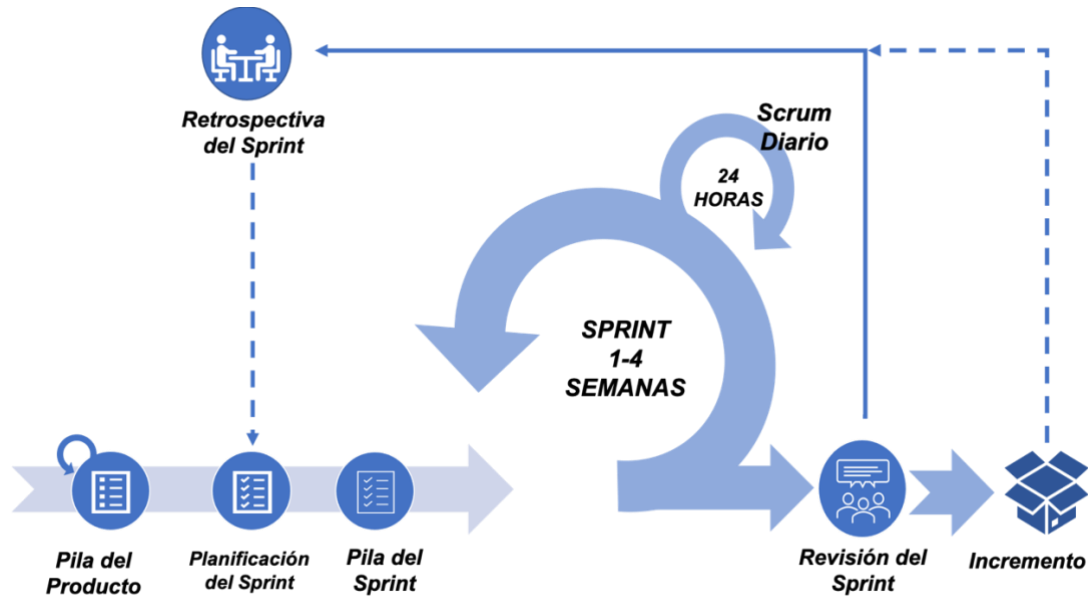 Retrospectiva
del Sprint
Scrum
Diario
24
HORAS
SPRINT
1-4
SEMANAS
Pila del
Producto
Planificación
del Sprint
Pila del
Sprint
Revisión del
Sprint
Incremento